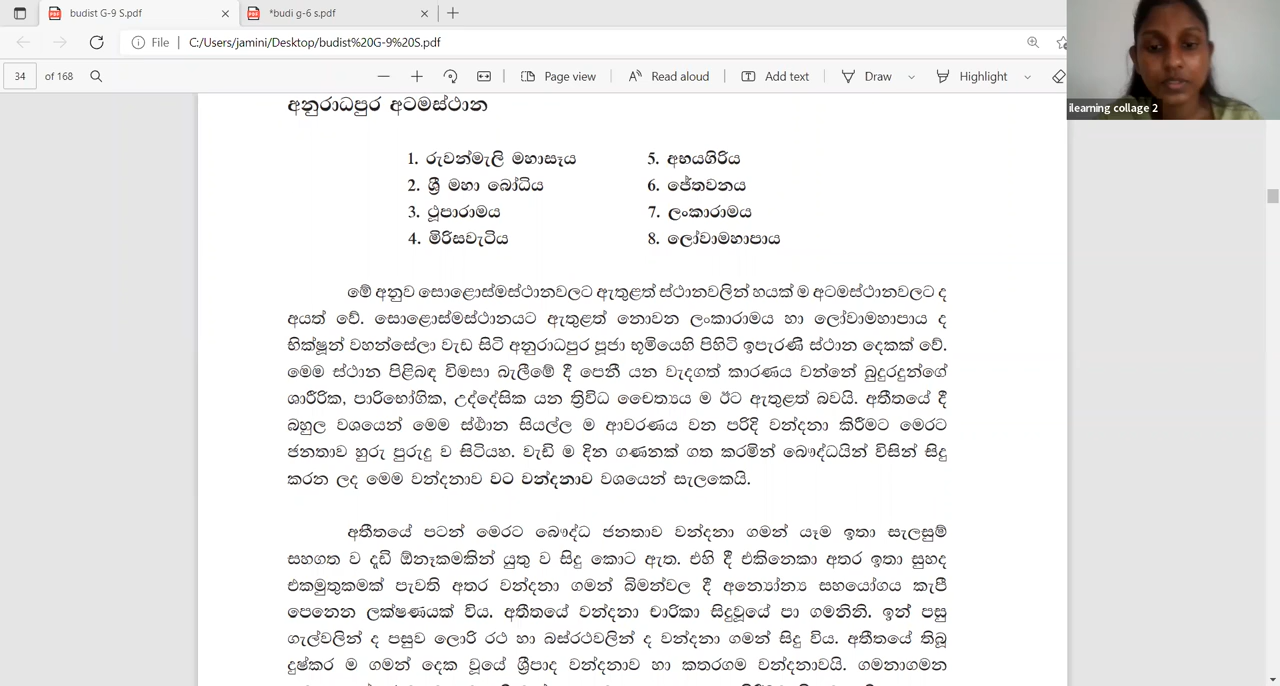 budist G-9 S.pdf
*budi g-6 s.pdf
File
C:/Users/jamini/Desktop/budist%20G-9%20S.pdf
34 of 168
Page view
Read aloud
Add text
Draw
Highlight
ilearning collage 2
අනුරාධපුර අටමස්ථාන
1. රුවන්මැලි මහාසෑය
2. ශ්‍රී මහා බෝධිය
3. ථූපාරාමය
4. මිරිසවැටිය
5. අභයගිරිය
6. ජේතවනය
7. ලංකාරාමය
8. ලෝවාමහාපාය
මේ අනුව සොළොස්මස්ථානවලට ඇතුළත් ස්ථානවලින් හයක් ම අටමස්ථානවලට ද
අයත් වේ. සොළොස්මස්ථානයට ඇතුළත් නොවන ලංකාරාමය හා ලෝවාමහාපාය ද
භික්ෂූන් වහන්සේලා වැඩ සිටි අනුරාධපුර පූජා භූමියෙහි පිහිටි ඉපැරණි ස්ථාන දෙකක් වේ.
මෙම ස්ථාන පිළිබඳ විමසා බැලීමේ දී පෙනී යන වැදගත් කාරණය වන්නේ බුදුරදුන්ගේ
ශාරීරික, පාරිභෝගික, උද්දේසික යන ත්‍රිවිධ චෛත්‍යය ම ඊට ඇතුළත් බවයි. අතීතයේ දී
බහුල වශයෙන් මෙම ස්ථාන සියල්ල ම ආවරණය වන පරිදි වන්දනා කිරීමට මෙරට
ජනතාව හුරු පුරුදු ව සිටියහ. වැඩි ම දින ගණනක් ගත කරමින් බෞද්ධයින් විසින් සිදු
කරන ලද මෙම වන්දනාව වට වන්දනාව වශයෙන් සැලකෙයි.
අතීතයේ පටන් මෙරට බෞද්ධ ජනතාව වන්දනා ගමන් යෑම ඉතා සැලසුම්
සහගත ව දැඩි ඕනෑකමකින් යුතු ව සිදු කොට ඇත. එහි දී එකිනෙකා අතර ඉතා සුහද
එකමුතුකමක් පැවති අතර වන්දනා ගමන් බිමන්වල දී අන්‍යෝන්‍ය සහයෝගය කැපී
පෙනෙන ලක්ෂණයක් විය. අතීතයේ වන්දනා චාරිකා සිදුවූයේ පා ගමනිනි. ඉන් පසු
ගැල්වලින් ද පසුව ලොරි රථ හා බස්රථවලින් ද වන්දනා ගමන් සිදු විය. අතීතයේ තිබූ
දුෂ්කර ම ගමන් දෙක වූයේ ශ්‍රීපාද වන්දනාව හා කතරගම වන්දනාවයි. ගමනාගමන